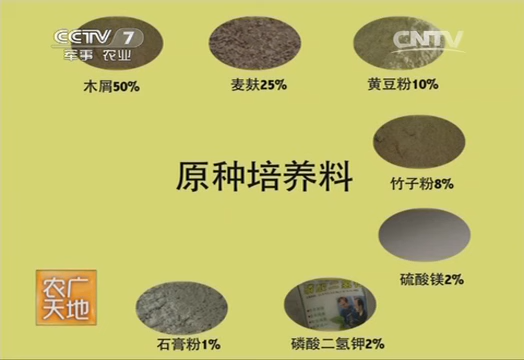 CCTV 7
军事 农业
CNTV
木屑50%
麦麸25%
黄豆粉10%
竹子粉8%
原种培养料
硫酸镁2%
农广
天地
石膏粉1%
磷酸二氢钾2%